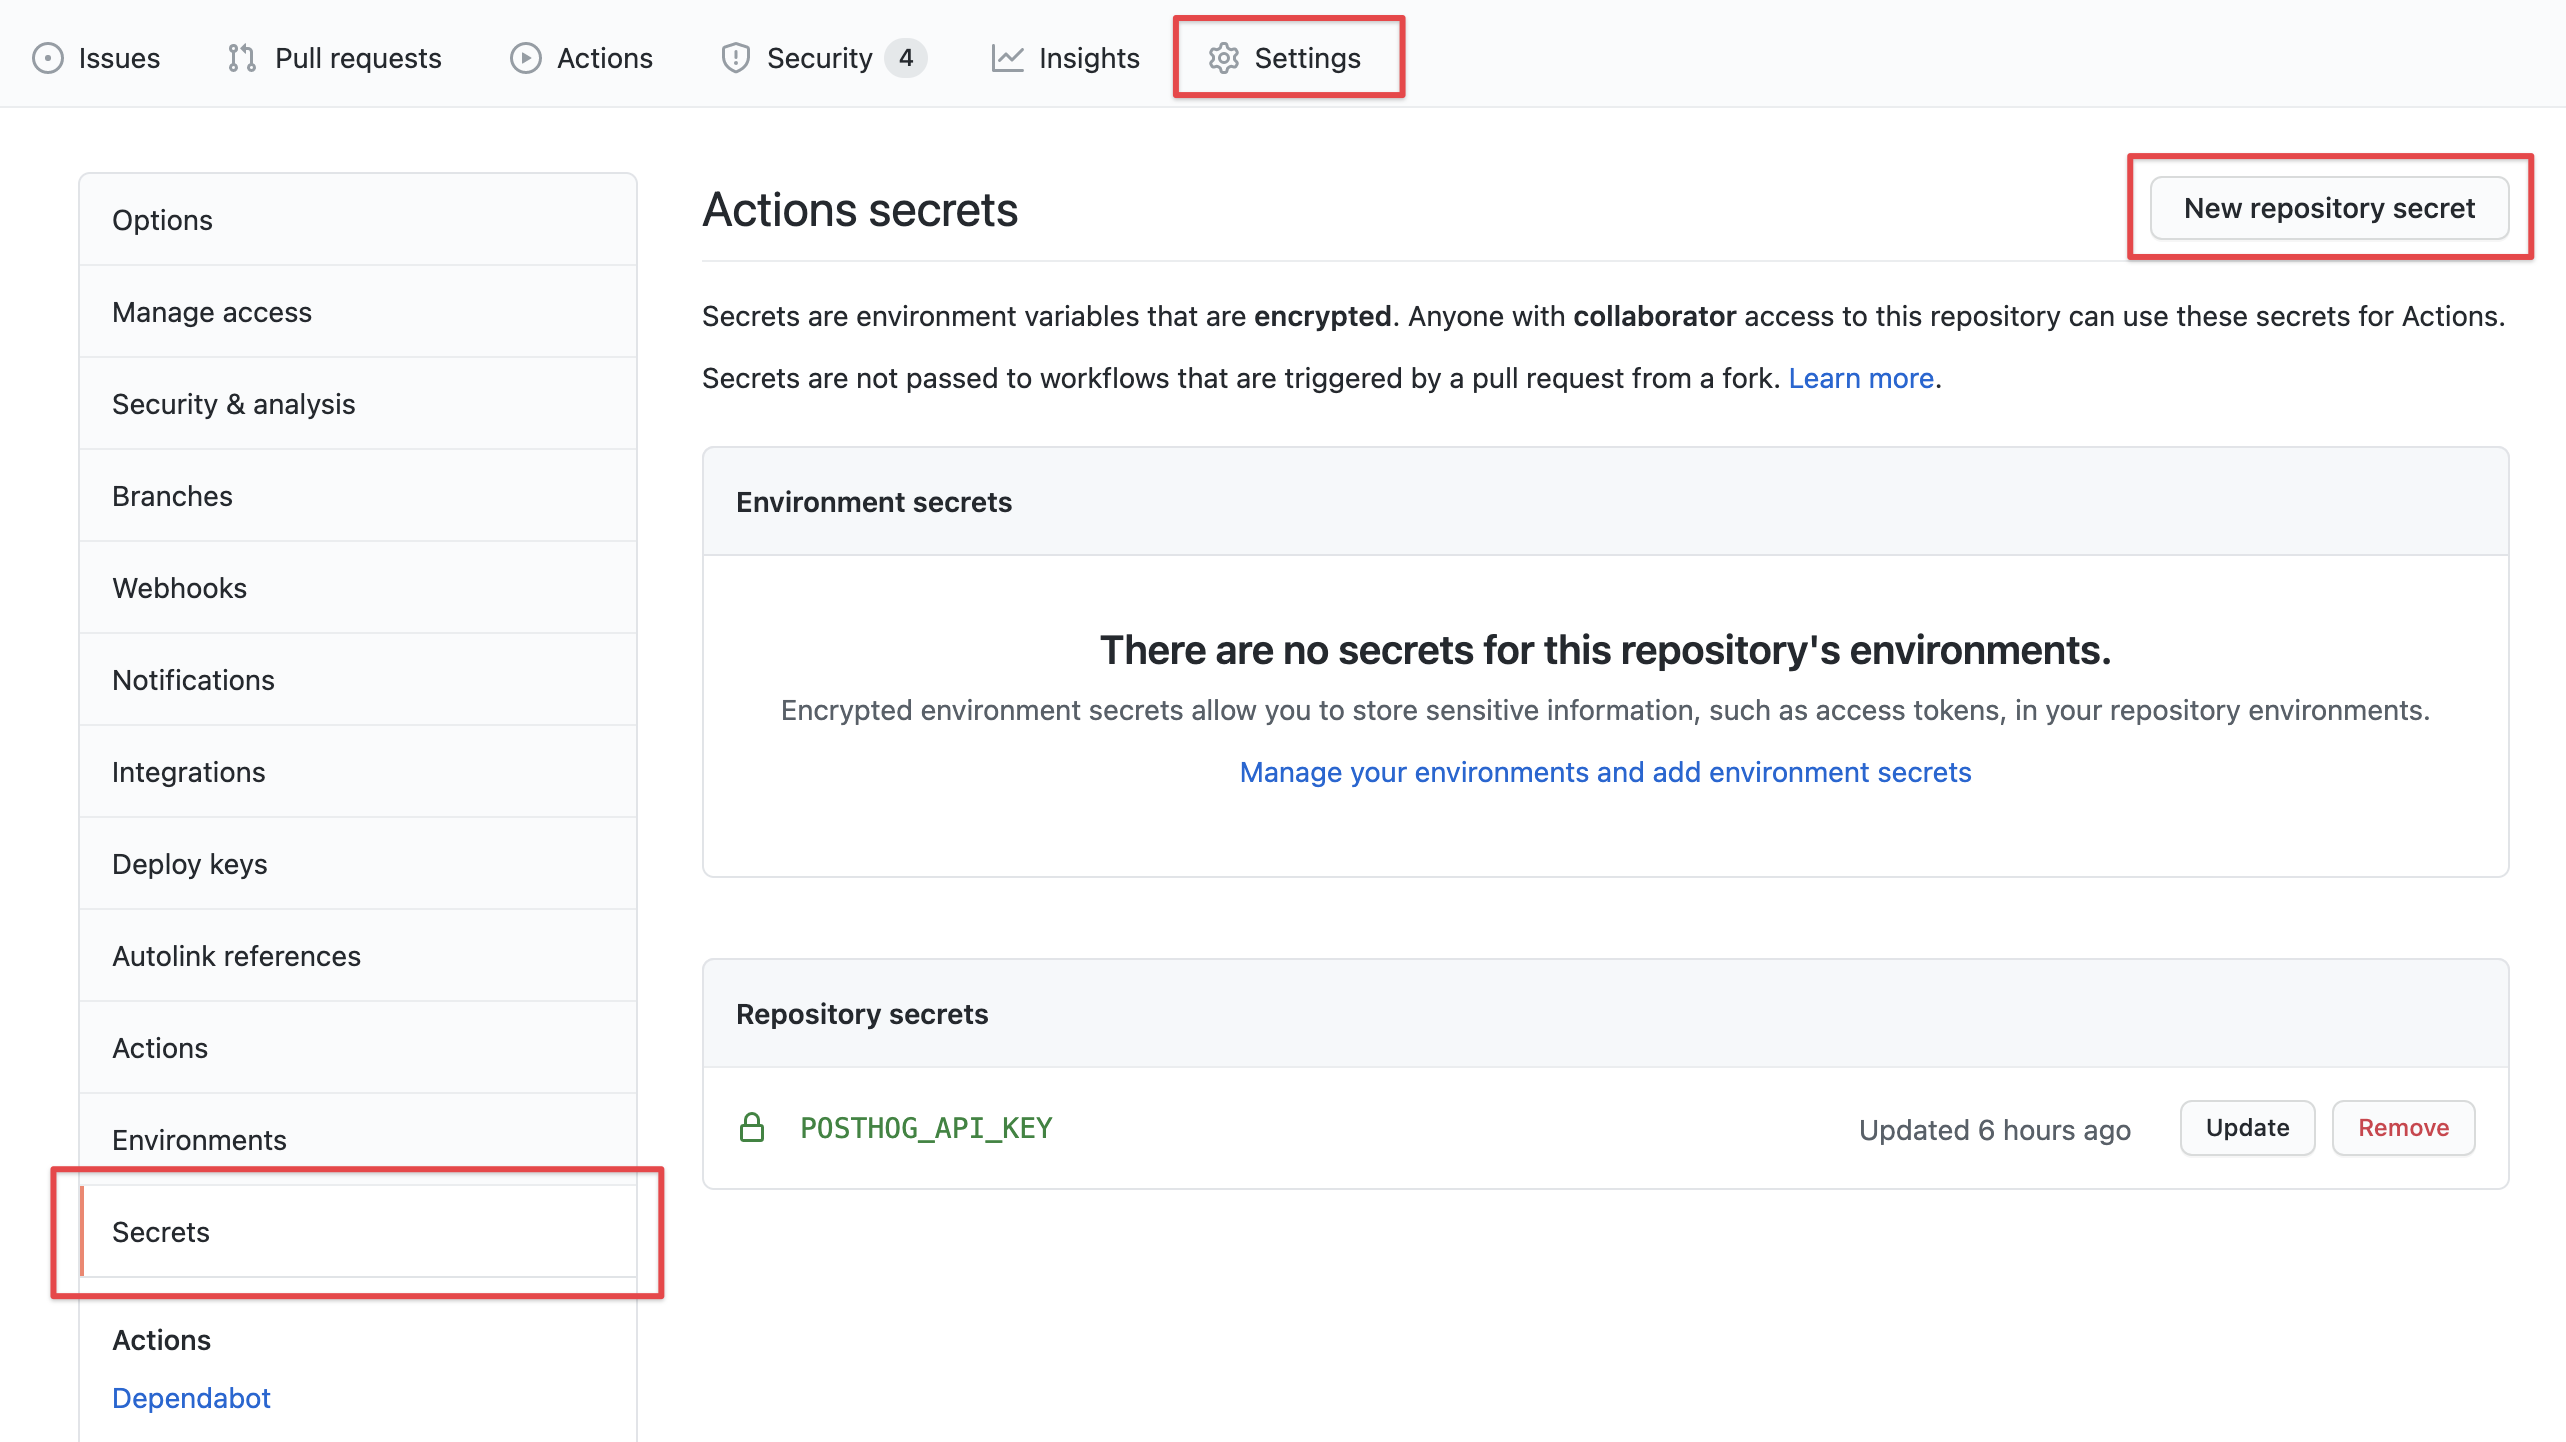 Issues Pull requests Actions Security 4 Insights Settings
Options
Manage access
Security & analysis
Branches
Webhooks
Notifications
Integrations
Deploy keys
Autolink references
Actions
Environments
Secrets
Actions
Dependabot
Actions secrets
New repository secret
Secrets are environment variables that are encrypted. Anyone with collaborator access to this repository can use these secrets for Actions.
Secrets are not passed to workflows that are triggered by a pull request from a fork. Learn more.
Environment secrets
There are no secrets for this repository's environments.
Encrypted environment secrets allow you to store sensitive information, such as access tokens, in your repository environments.
Manage your environments and add environment secrets
Repository secrets
POSTHOG_API_KEY Updated 6 hours ago Update Remove